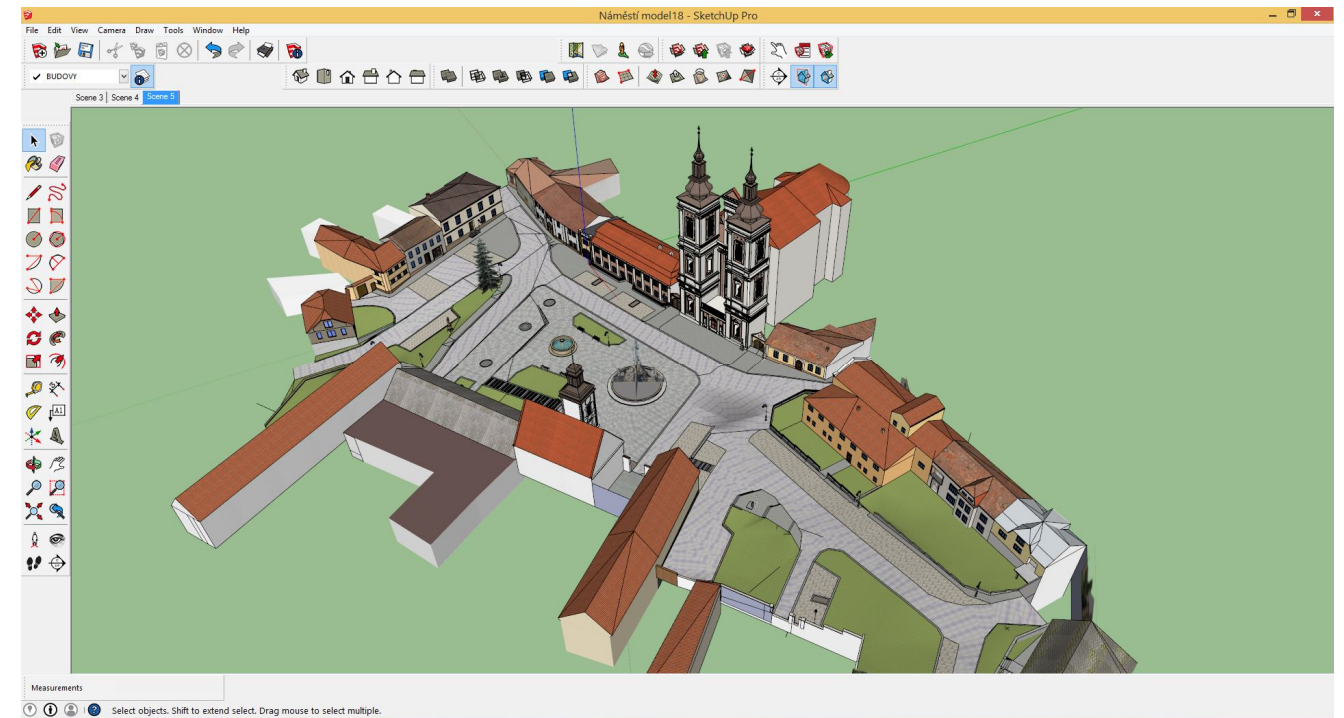 Náměstí model18 - SketchUp Pro
File Edit View Camera Draw Tools Window Help
BUDOVY
Scene 3 Scene 4 Scene 5
A1
Measurements
Select objects. Shift to extend select. Drag mouse to select multiple.